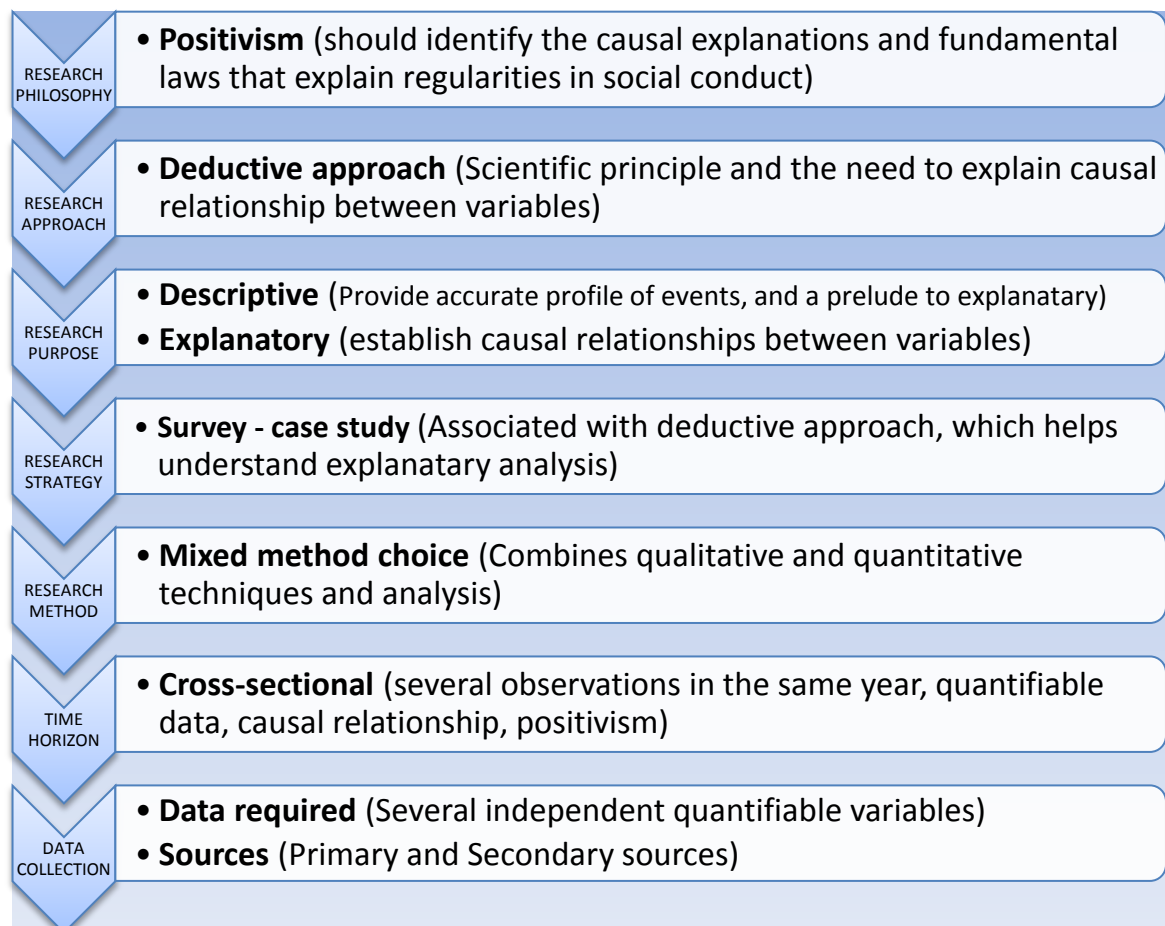 RESEARCH
PHILOSOPHY
• Positivism (should identify the causal explanations and fundamental
laws that explain regularities in social conduct)
RESEARCH
APPROACH
• Deductive approach (Scientific principle and the need to explain causal
relationship between variables)
RESEARCH
PURPOSE
• Descriptive (Provide accurate profile of events, and a prelude to explanatary)
• Explanatory (establish causal relationships between variables)
RESEARCH
STRATEGY
• Survey - case study (Associated with deductive approach, which helps
understand explanatary analysis)
RESEARCH
METHOD
• Mixed method choice (Combines qualitative and quantitative
techniques and analysis)
TIME
HORIZON
• Cross-sectional (several observations in the same year, quantifiable
data, causal relationship, positivism)
DATA
COLLECTION
• Data required (Several independent quantifiable variables)
• Sources (Primary and Secondary sources)